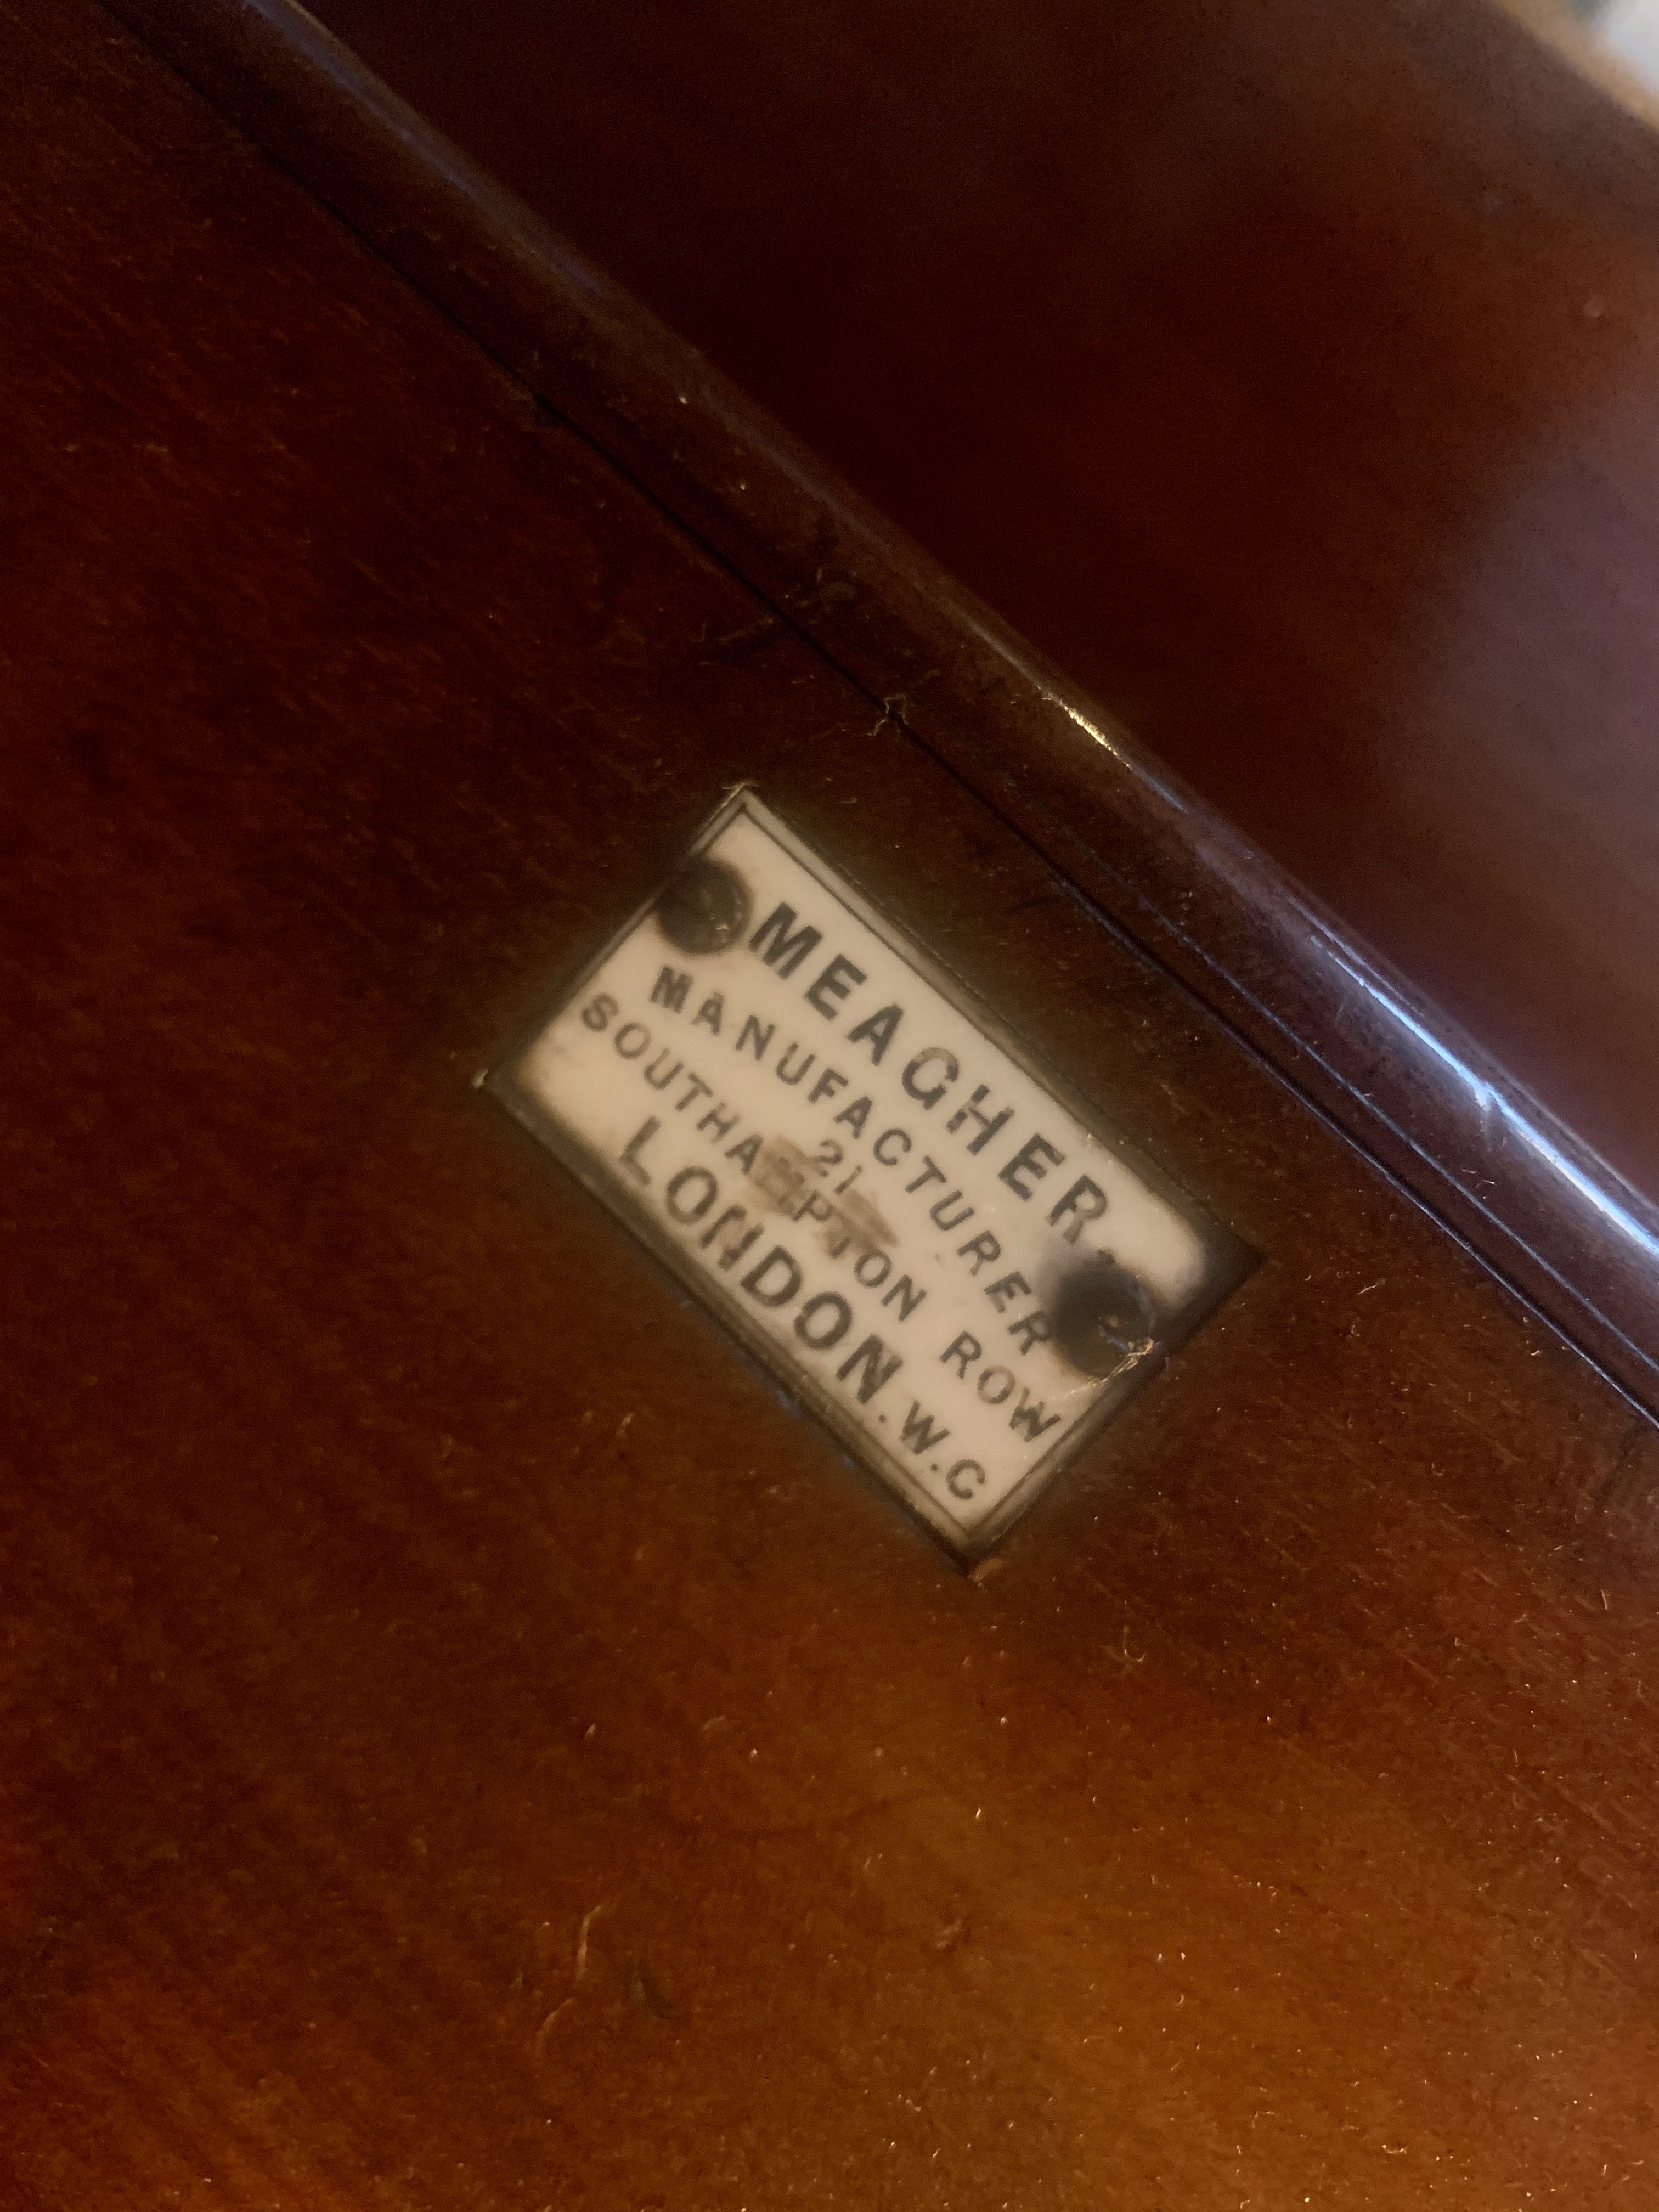 MEAGHER
MANUFACTURER
21
SOUTHAMPTON ROW
LONDON.W.C